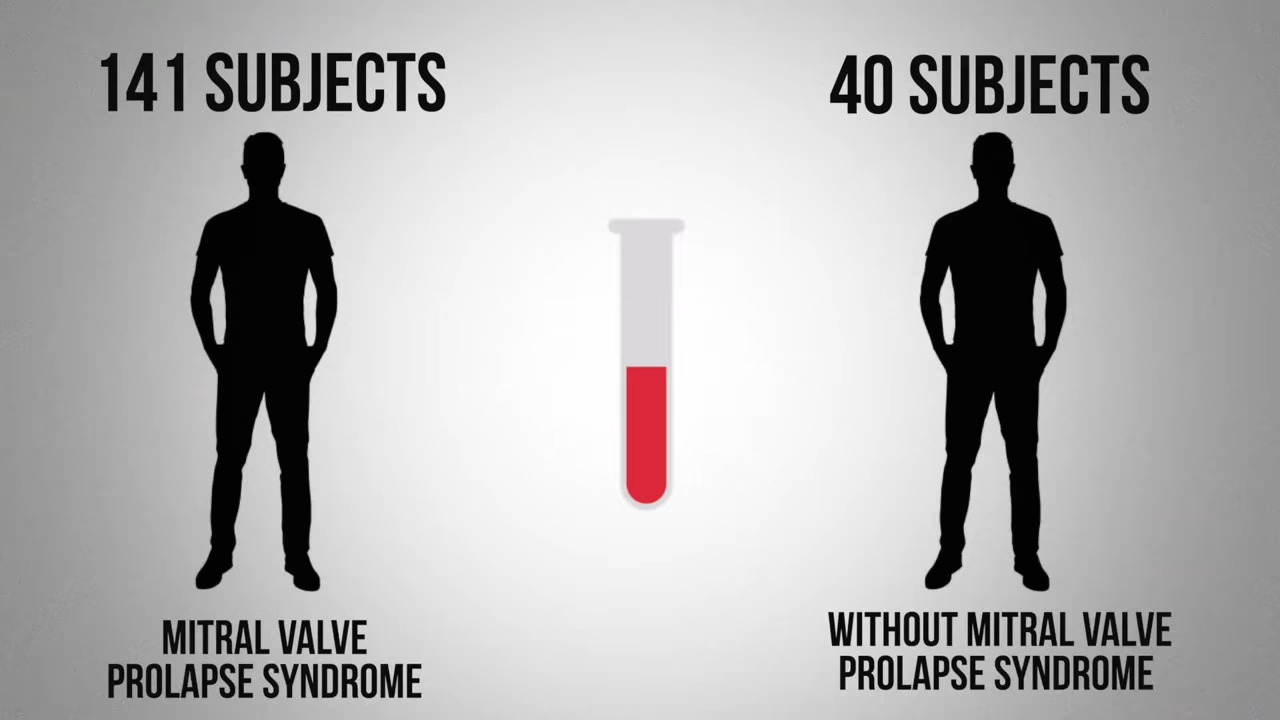 141 SUBJECTS
MITRAL VALVE
PROLAPSE SYNDROME
40 SUBJECTS
WITHOUT MITRAL VALVE
PROLAPSE SYNDROME